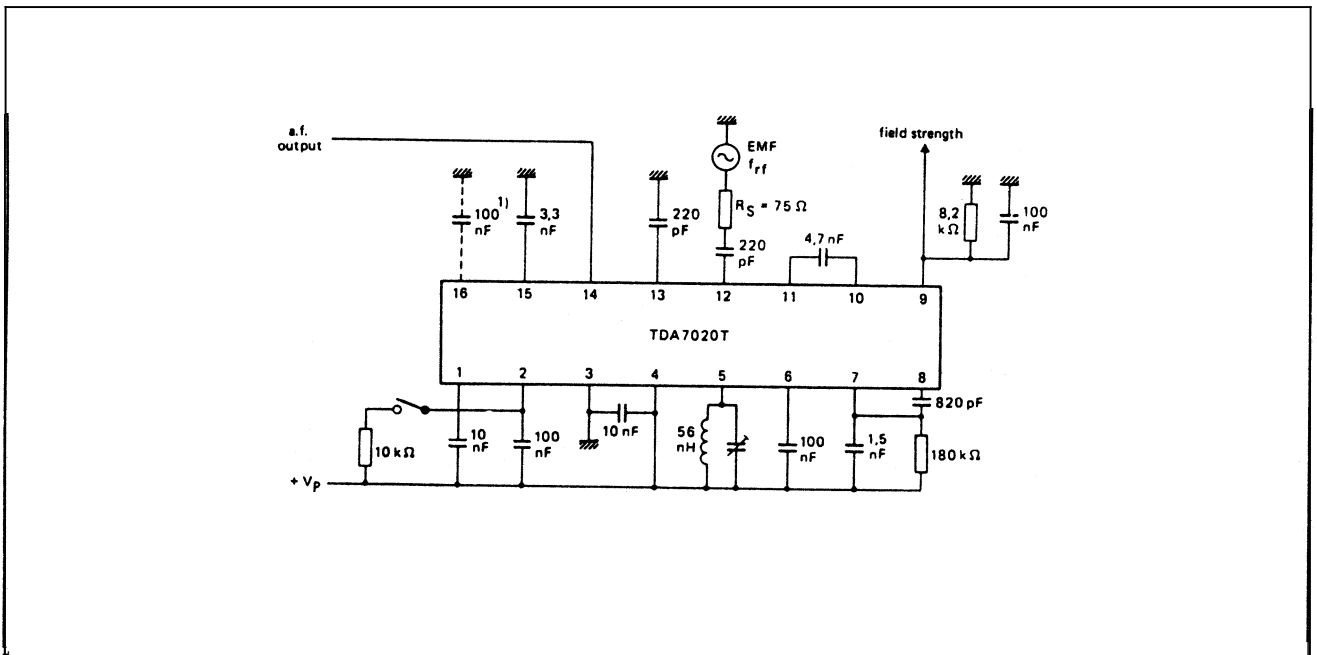 a.f.
output
EMF
f rf
field strength
100 1)
nF
3,3
nF
220
pF
R S = 75 Ω
220
pF
4,7 nF
8,2
kΩ
100
nF
16 15 14 13 12 11 10 9
TDA7020T
1 2 3 4 5 6 7 8
10 kΩ
10
nF
100
nF
10 nF
56
nH
100
nF
1,5
nF
820 pF
180 kΩ
+ V P